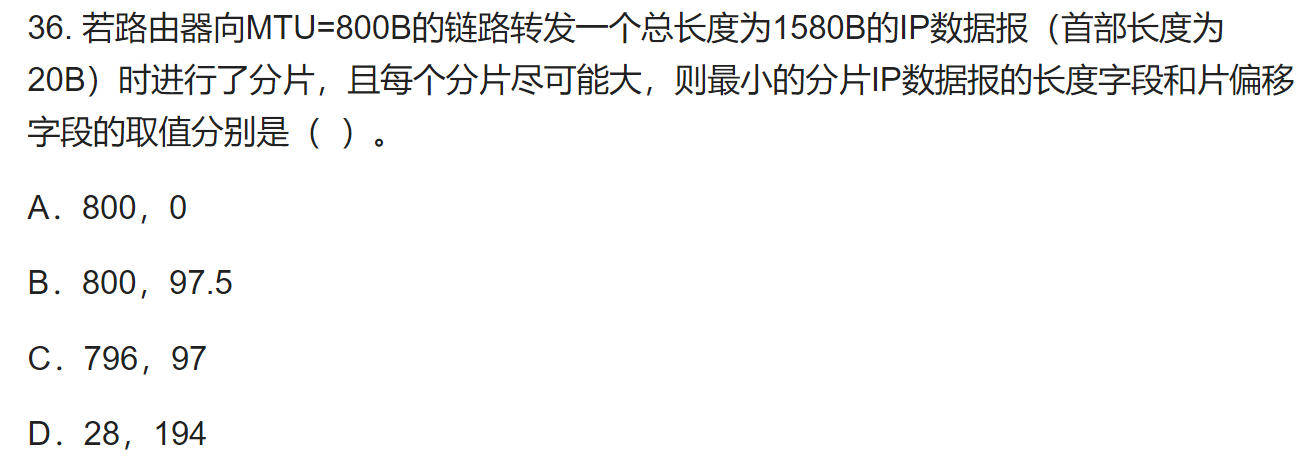 36. 若路由器向MTU=800B的链路转发一个总长度为1580B的IP数据报（首部长度为
20B）时进行了分片，且每个分片尽可能大，则最小的分片IP数据报的长度字段和片偏移
字段的取值分别是（  ）。
A．800，0
B．800，97.5
C．796，97
D．28，194